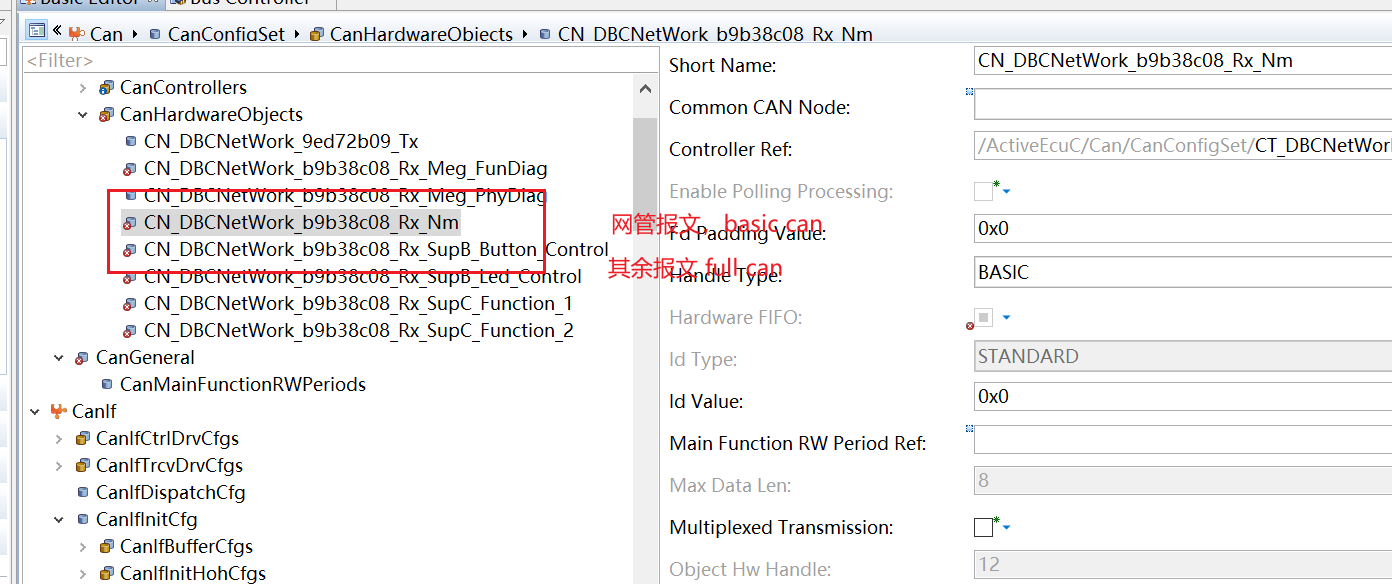 Basic Editor
Bus Controller
« Can CanConfigSet CanHardwareObjects CN_DBCNetWork_b9b38c08_Rx_Nm
<Filter>
CanControllers
CanHardwareObjects
CN_DBCNetWork_9ed72b09_Tx
CN_DBCNetWork_b9b38c08_Rx_Meg_FunDiag
CN_DBCNetWork_b9b38c08_Rx_Meg_PhyDiag
CN_DBCNetWork_b9b38c08_Rx_Nm
CN_DBCNetWork_b9b38c08_Rx_SupB_Button_Control
CN_DBCNetWork_b9b38c08_Rx_SupB_Led_Control
CN_DBCNetWork_b9b38c08_Rx_SupC_Function_1
CN_DBCNetWork_b9b38c08_Rx_SupC_Function_2
CanGeneral
CanMainFunctionRWPeriods
CanIf
CanIfCtrlDrvCfgs
CanIfTrcvDrvCfgs
CanIfDispatchCfg
CanIfInitCfg
CanIfBufferCfgs
CanIfInitHohCfgs
网管报文，basic can
其余报文 full can
Short Name: CN_DBCNetWork_b9b38c08_Rx_Nm
Common CAN Node:
Controller Ref: /ActiveEcuC/Can/CanConfigSet/CT_DBCNetWor
Enable Polling Processing:
Fd Padding Value: 0x0
Handle Type: BASIC
Hardware FIFO:
Id Type: STANDARD
Id Value: 0x0
Main Function RW Period Ref:
Max Data Len: 8
Multiplexed Transmission:
Object Hw Handle: 12